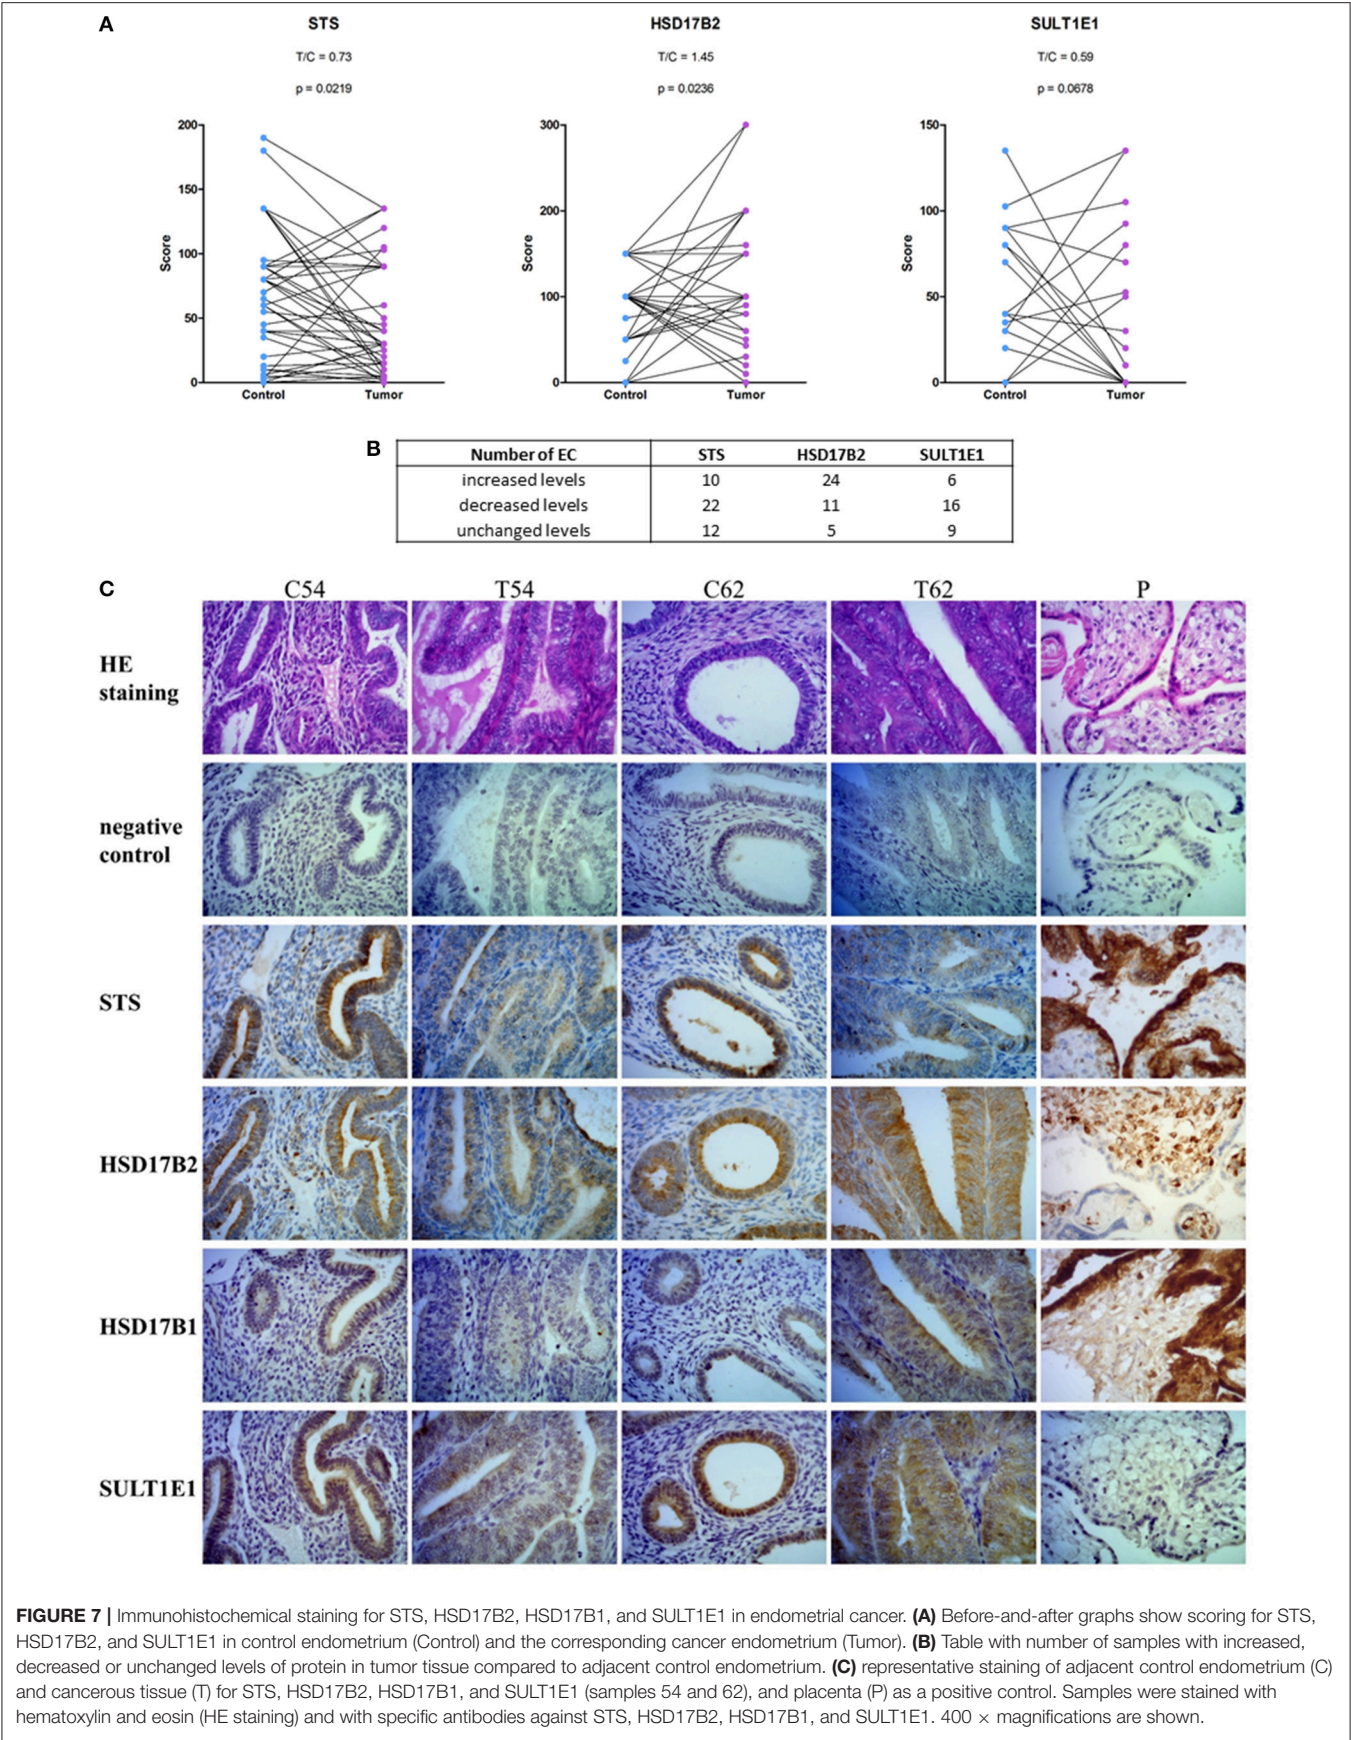 A
STS
HSD17B2
SULT1E1
T/C = 0.73
T/C = 1.45
T/C = 0.59
p = 0.0219
p = 0.0236
p = 0.0678
200
150
100
50
0
Score
Control
Tumor
300
200
100
0
Score
Control
Tumor
150
100
50
0
Score
Control
Tumor
B
Number of EC STS HSD17B2 SULT1E1
increased levels 10 24 6
decreased levels 22 11 16
unchanged levels 12 5 9
C
C54 T54 C62 T62 P
HE
staining
negative
control
STS
HSD17B2
HSD17B1
SULT1E1
FIGURE 7 | Immunohistochemical staining for STS, HSD17B2, HSD17B1, and SULT1E1 in endometrial cancer. (A) Before-and-after graphs show scoring for STS,
HSD17B2, and SULT1E1 in control endometrium (Control) and the corresponding cancer endometrium (Tumor). (B) Table with number of samples with increased,
decreased or unchanged levels of protein in tumor tissue compared to adjacent control endometrium. (C) representative staining of adjacent control endometrium (C)
and cancerous tissue (T) for STS, HSD17B2, HSD17B1, and SULT1E1 (samples 54 and 62), and placenta (P) as a positive control. Samples were stained with
hematoxylin and eosin (HE staining) and with specific antibodies against STS, HSD17B2, HSD17B1, and SULT1E1. 400 × magnifications are shown.